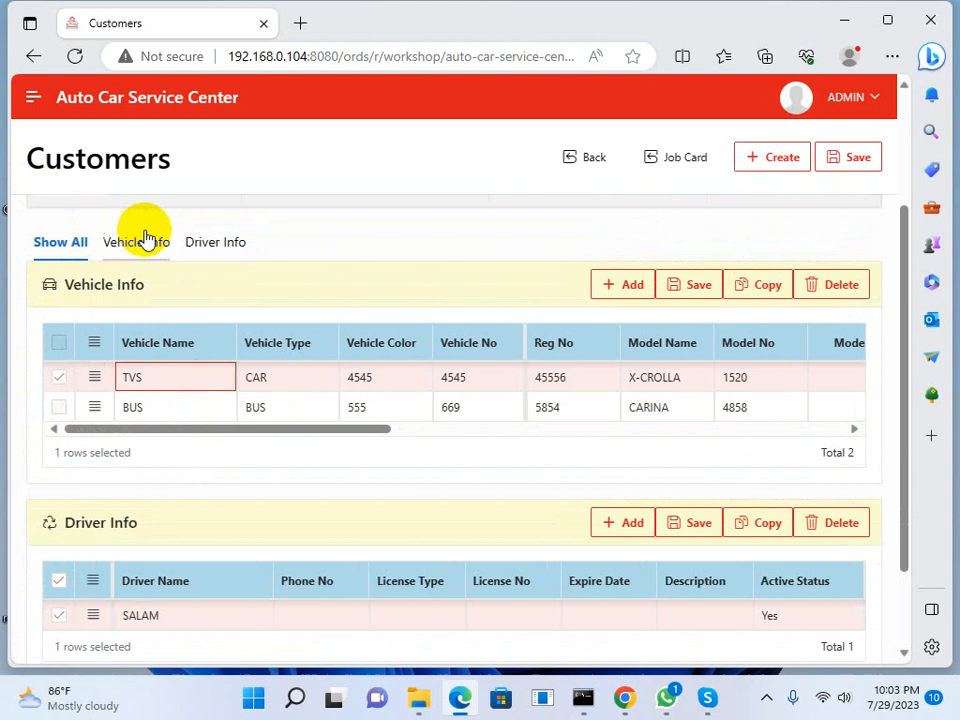 Customers
Not secure
192.168.0.104:8080/ords/r/workshop/auto-car-service-cen...
Auto Car Service Center
ADMIN
Customers
Back
Job Card
Create
Save
Show All
Vehicle Info
Driver Info
Vehicle Info
Add
Save
Copy
Delete
Vehicle Name Vehicle Type Vehicle Color Vehicle No Reg No Model Name Model No Mode
TVS CAR 4545 4545 45556 X-CROLLA 1520
BUS BUS 555 669 5854 CARINA 4858
1 rows selected
Total 2
Driver Info
Add
Save
Copy
Delete
Driver Name Phone No License Type License No Expire Date Description Active Status
SALAM Yes
1 rows selected
Total 1
86°F
Mostly cloudy
1
10:03 PM
7/29/2023
10